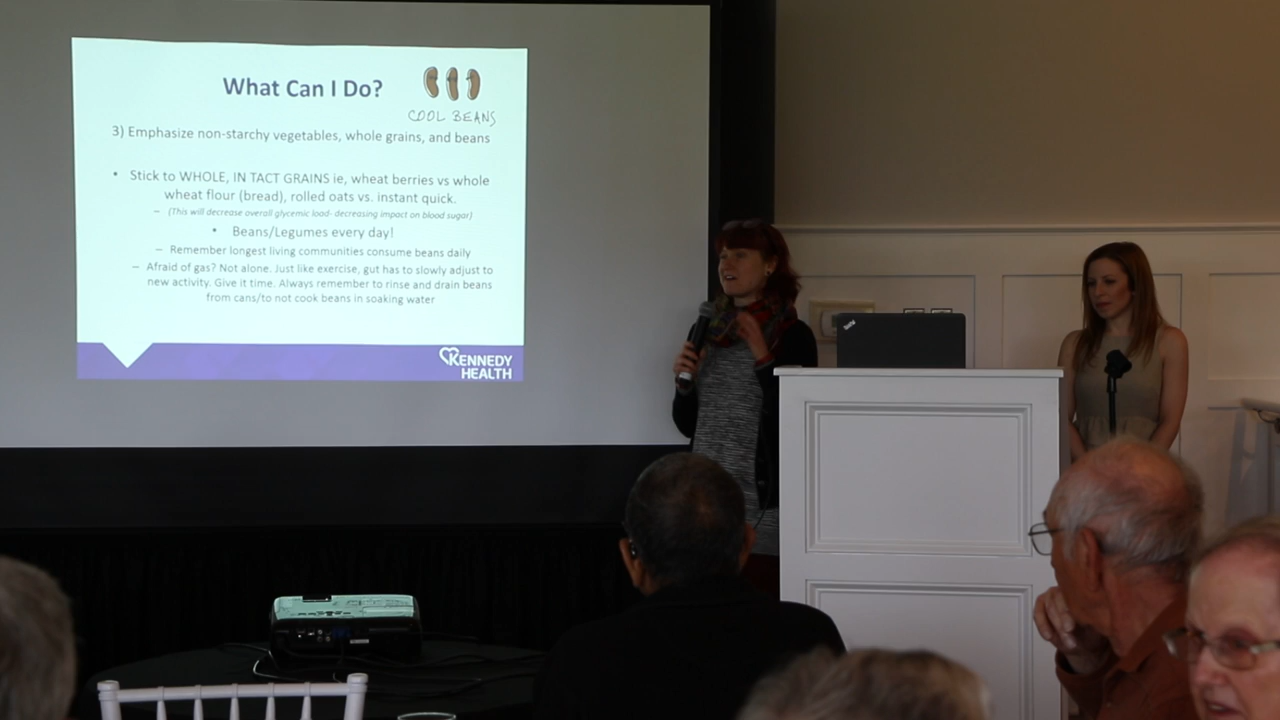 What Can I Do?
COOL BEANS
3) Emphasize non-starchy vegetables, whole grains, and beans
• Stick to WHOLE, IN TACT GRAINS ie, wheat berries vs whole
wheat flour (bread), rolled oats vs. instant quick.
– (This will decrease overall glycemic load- decreasing impact on blood sugar)
• Beans/Legumes every day!
– Remember longest living communities consume beans daily
– Afraid of gas? Not alone. Just like exercise, gut has to slowly adjust to
new activity. Give it time. Always remember to rinse and drain beans
from cans/to not cook beans in soaking water
KENNEDY
HEALTH